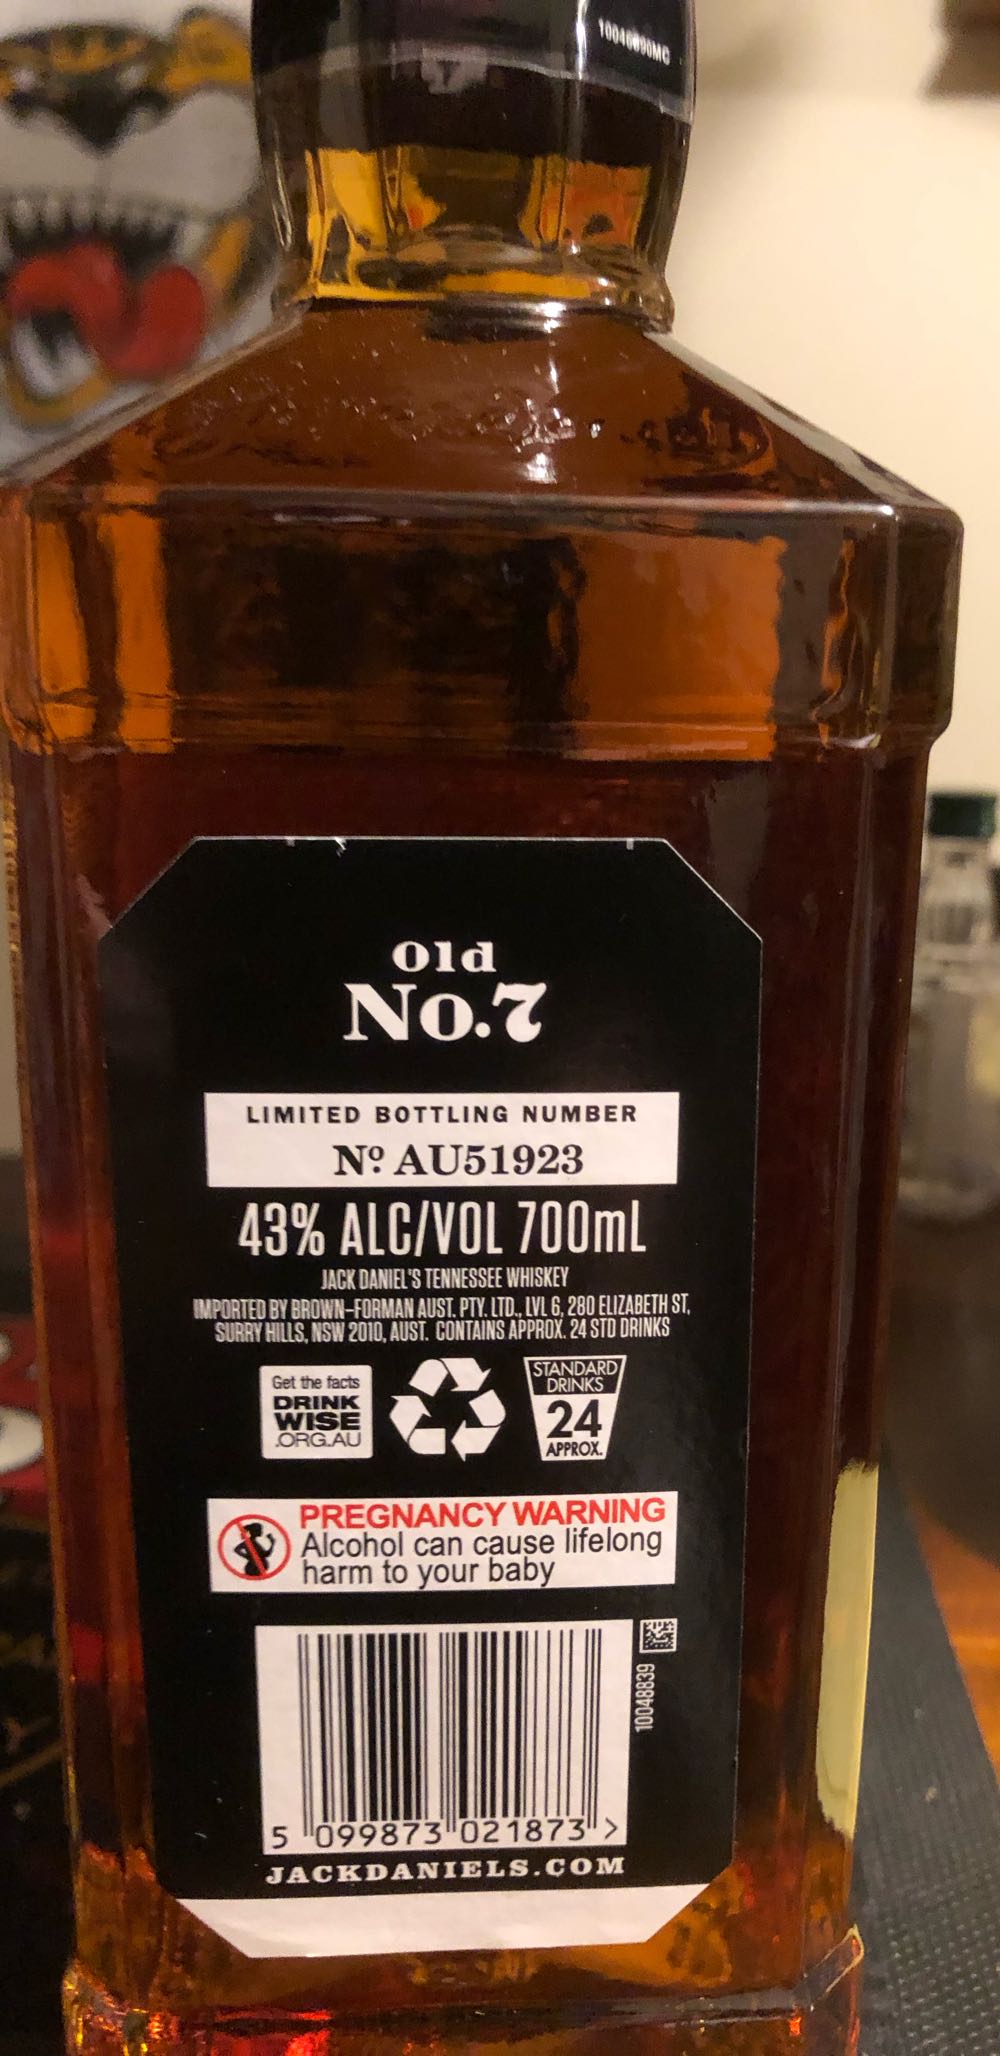 Old
No.7
LIMITED BOTTLING NUMBER
Nº AU51923
43% ALC/VOL 700mL
JACK DANIEL'S TENNESSEE WHISKEY
IMPORTED BY BROWN-FORMAN AUST. PTY. LTD., LVL 6, 280 ELIZABETH ST,
SURRY HILLS, NSW 2010, AUST. CONTAINS APPROX. 24 STD DRINKS
Get the facts
DRINK
WISE
.ORG.AU
STANDARD
DRINKS
24
APPROX.
PREGNANCY WARNING
Alcohol can cause lifelong
harm to your baby
10048839
5 099873 021873 >
JACKDANIELS.COM